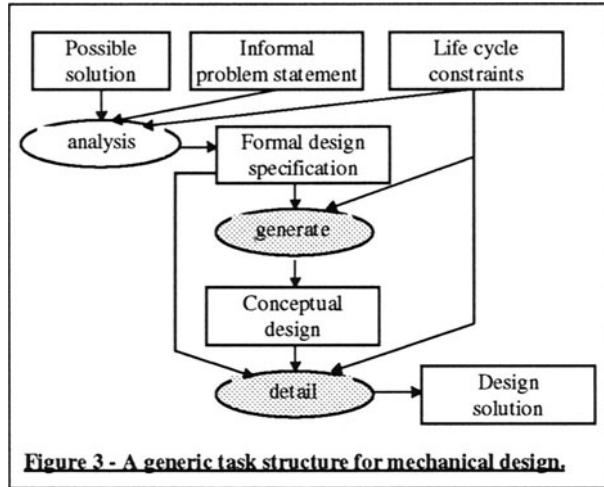 Possible
solution
Informal
problem statement
Life cycle
constraints
analysis
Formal design
specification
generate
Conceptual
design
detail
Design
solution
Figure 3 - A generic task structure for mechanical design.